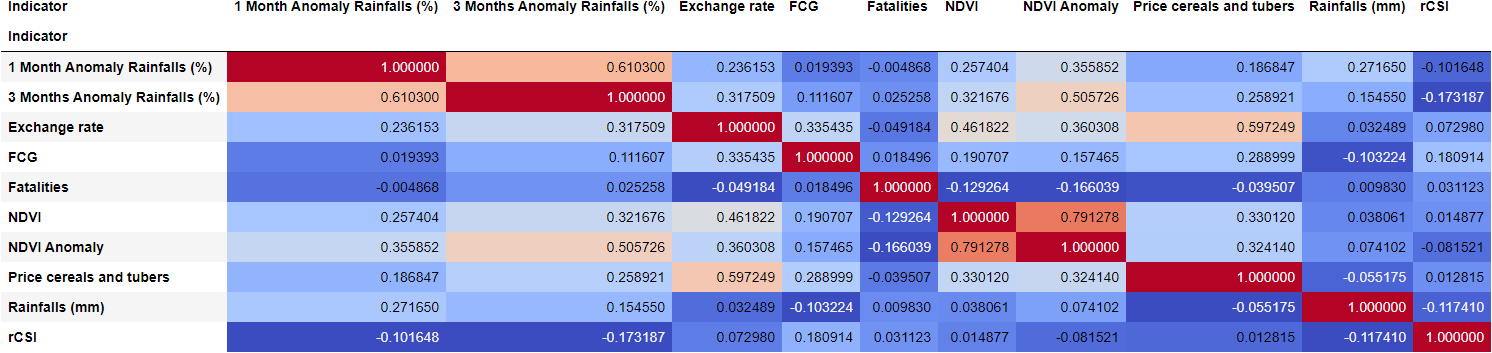 Indicator 1 Month Anomaly Rainfalls (%) 3 Months Anomaly Rainfalls (%) Exchange rate FCG Fatalities NDVI NDVI Anomaly Price cereals and tubers Rainfalls (mm) rCSI
Indicator
1 Month Anomaly Rainfalls (%) 1.000000 0.610300 0.236153 0.019393 -0.004868 0.257404 0.355852 0.186847 0.271650 -0.101648
3 Months Anomaly Rainfalls (%) 0.610300 1.000000 0.317509 0.111607 0.025258 0.321676 0.505726 0.258921 0.154550 -0.173187
Exchange rate 0.236153 0.317509 1.000000 0.335435 -0.049184 0.461822 0.360308 0.597249 0.032489 0.072980
FCG 0.019393 0.111607 0.335435 1.000000 0.018496 0.190707 0.157465 0.288999 -0.103224 0.180914
Fatalities -0.004868 0.025258 -0.049184 0.018496 1.000000 -0.129264 -0.166039 -0.039507 0.009830 0.031123
NDVI 0.257404 0.321676 0.461822 0.190707 -0.129264 1.000000 0.791278 0.330120 0.038061 0.014877
NDVI Anomaly 0.355852 0.505726 0.360308 0.157465 -0.166039 0.791278 1.000000 0.324140 0.074102 -0.081521
Price cereals and tubers 0.186847 0.258921 0.597249 0.288999 -0.039507 0.330120 0.324140 1.000000 -0.055175 0.012815
Rainfalls (mm) 0.271650 0.154550 0.032489 -0.103224 0.009830 0.038061 0.074102 -0.055175 1.000000 -0.117410
rCSI -0.101648 -0.173187 0.072980 0.180914 0.031123 0.014877 -0.081521 0.012815 -0.117410 1.000000